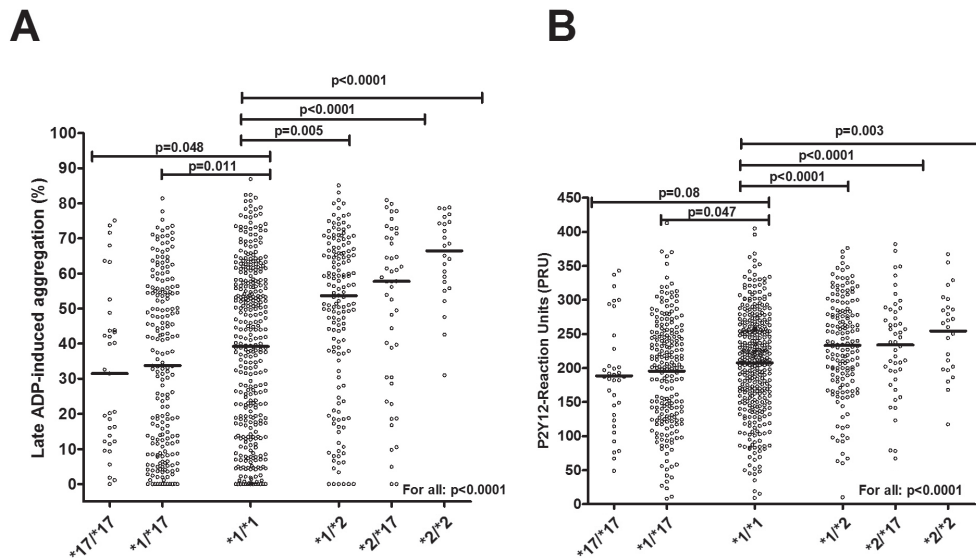 A
p<0.0001
p<0.0001
p=0.005
p=0.048
p=0.011
Late ADP-induced aggregation (%)
100
90
80
70
60
50
40
30
20
10
0
For all: p<0.0001
*17/*17
*1/*17
*1/*1
*1/*2
*2/*17
*2/*2
B
p=0.003
p<0.0001
p<0.0001
p=0.08
p=0.047
P2Y12-Reaction Units (PRU)
450
400
350
300
250
200
150
100
50
0
For all: p<0.0001
*17/*17
*1/*17
*1/*1
*1/*2
*2/*17
*2/*2